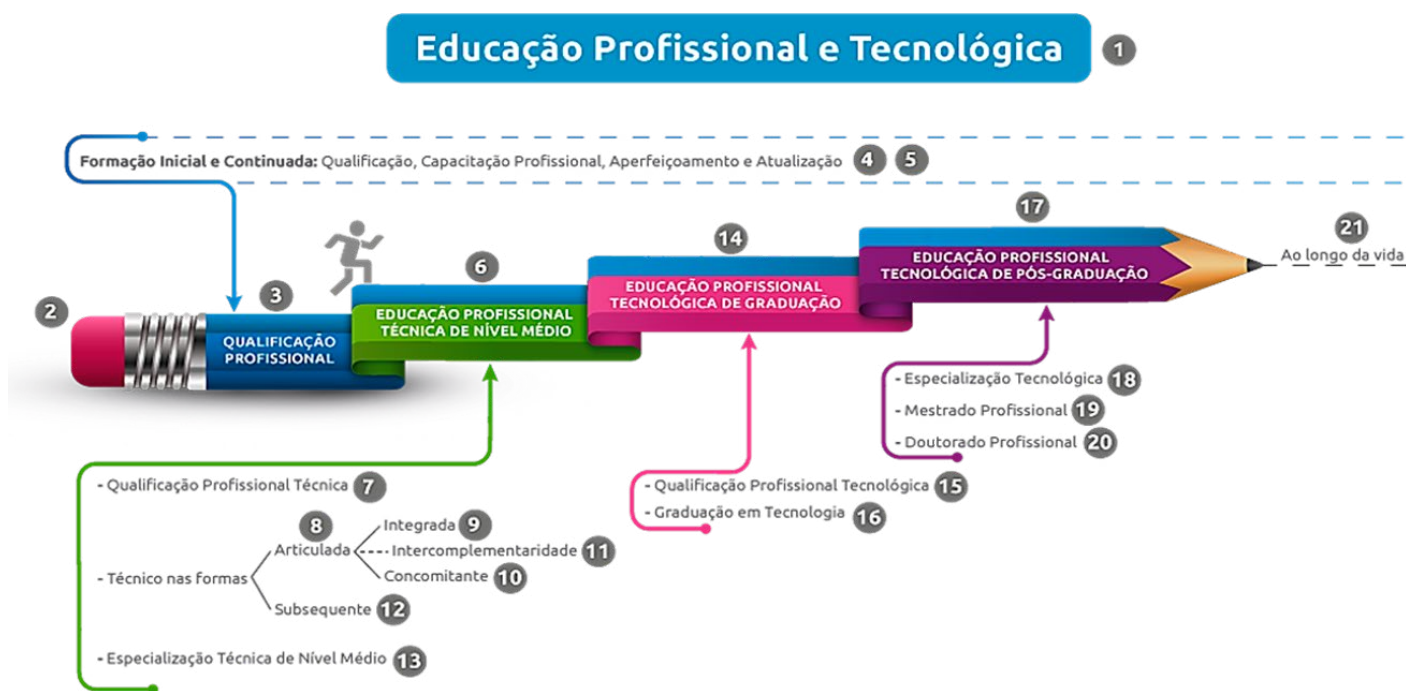 Educação Profissional e Tecnológica 1
Formação Inicial e Continuada: Qualificação, Capacitação Profissional, Aperfeiçoamento e Atualização 4 5
2
3
QUALIFICAÇÃO
PROFISSIONAL
6
EDUCAÇÃO PROFISSIONAL
TÉCNICA DE NÍVEL MÉDIO
14
EDUCAÇÃO PROFISSIONAL
TECNOLÓGICA DE GRADUAÇÃO
17
EDUCAÇÃO PROFISSIONAL
TECNOLÓGICA DE PÓS-GRADUAÇÃO
21
Ao longo da vida
- Qualificação Profissional Técnica 7
- Técnico nas formas
8
Articulada
Integrada 9
Intercomplementaridade 11
Concomitante 10
Subsequente 12
- Especialização Técnica de Nível Médio 13
- Qualificação Profissional Tecnológica 15
- Graduação em Tecnologia 16
- Especialização Tecnológica 18
- Mestrado Profissional 19
- Doutorado Profissional 20